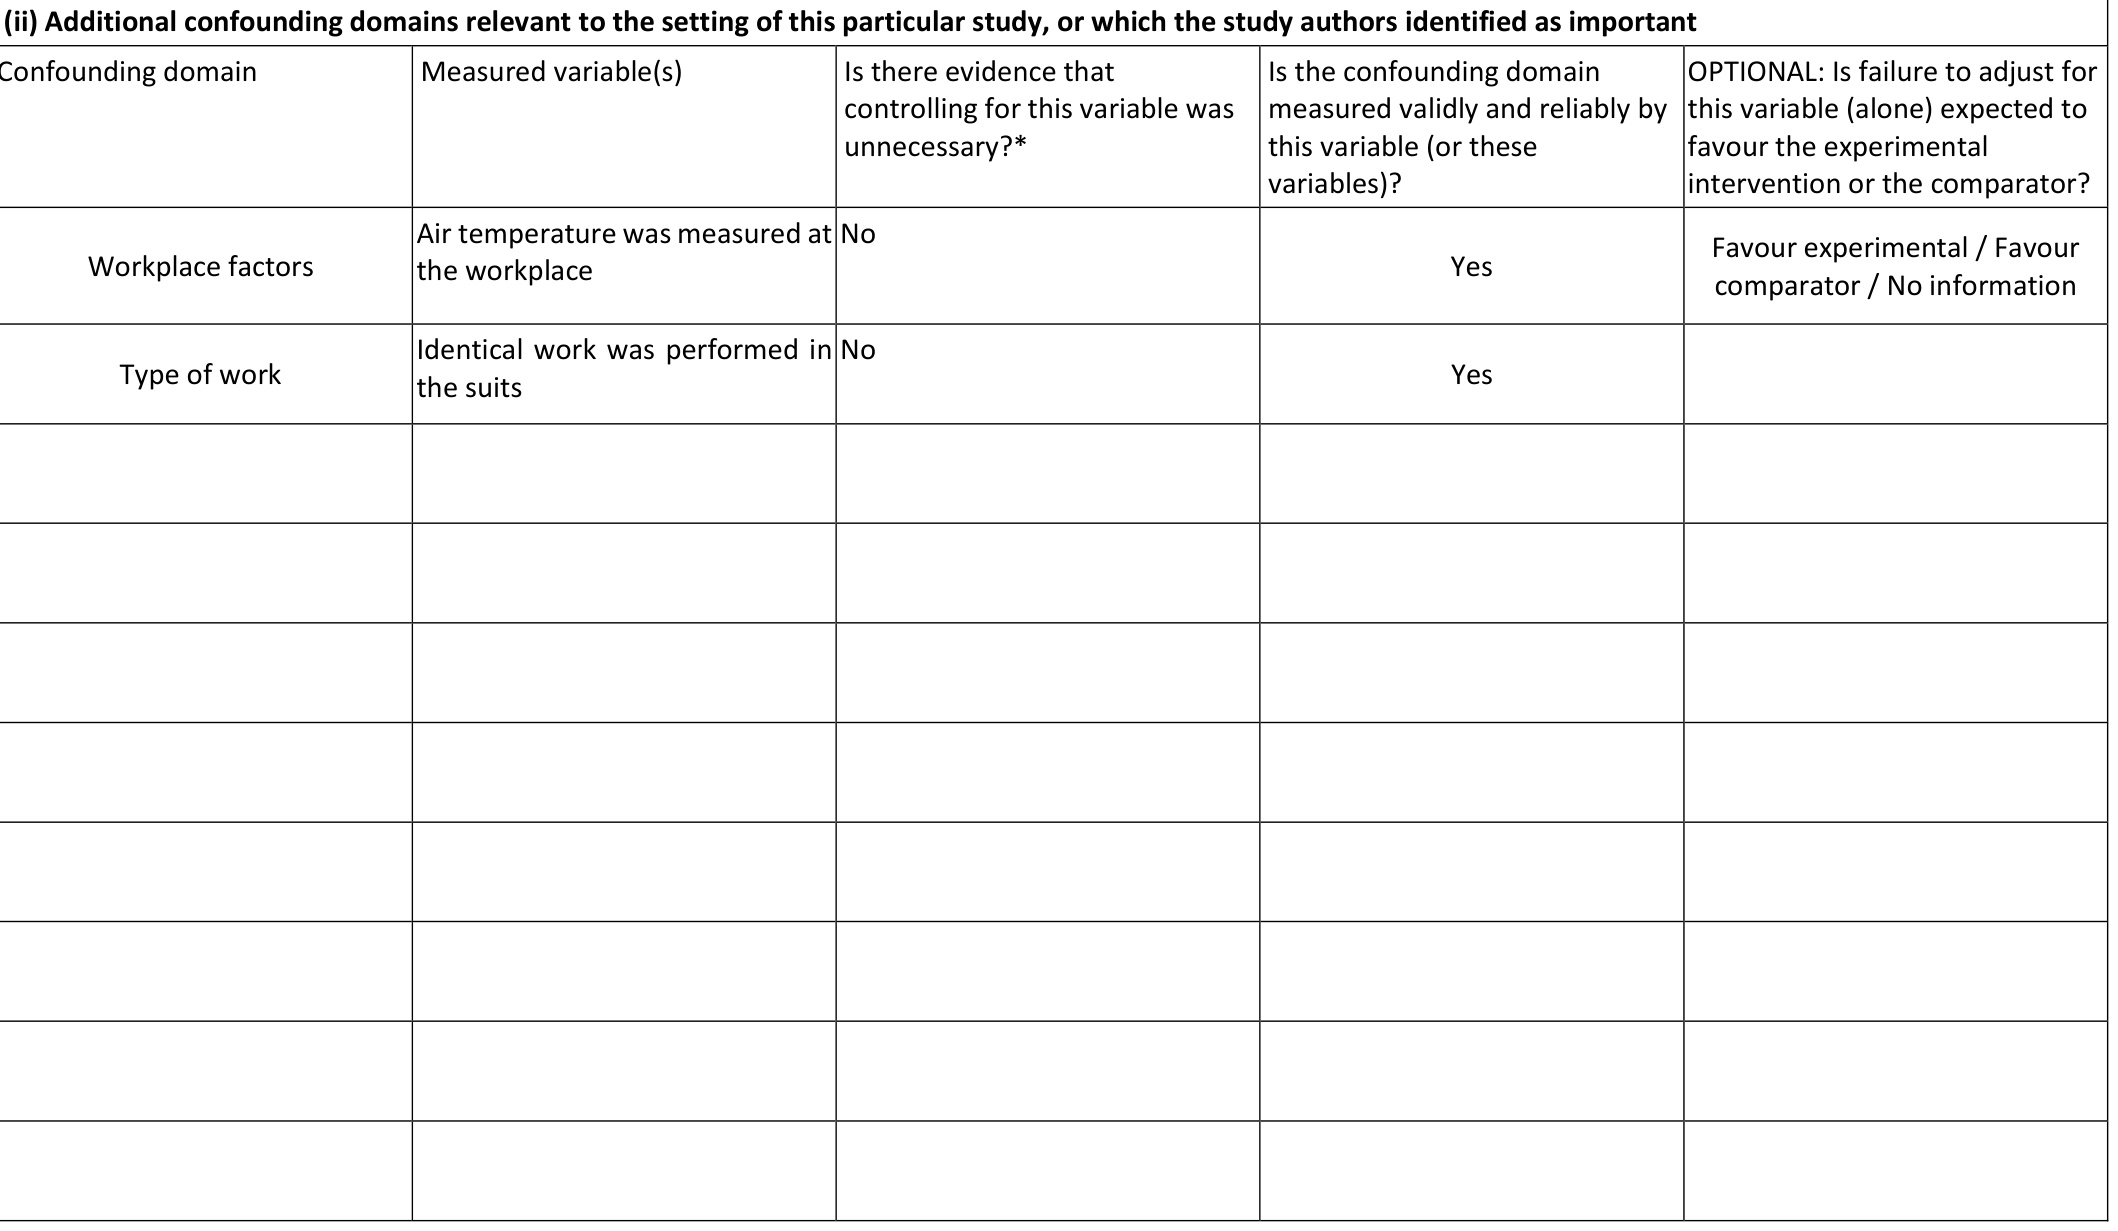 (ii) Additional confounding domains relevant to the setting of this particular study, or which the study authors identified as important
Confounding domain
Measured variable(s)
Is there evidence that
controlling for this variable was
unnecessary?*
Is the confounding domain
measured validly and reliably by
this variable (or these
variables)?
OPTIONAL: Is failure to adjust for
this variable (alone) expected to
favour the experimental
intervention or the comparator?
Workplace factors
Air temperature was measured at
the workplace
No
Yes
Favour experimental / Favour
comparator / No information
Type of work
Identical work was performed in
the suits
No
Yes